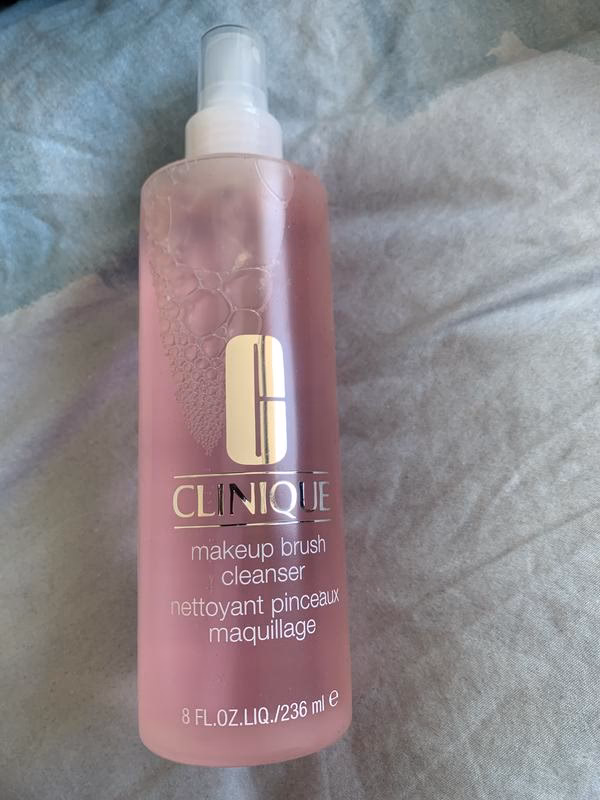 CLINIQUE
makeup brush
cleanser
nettoyant pinceaux
maquillage
8 FL.OZ.LIQ./236 ml ℮